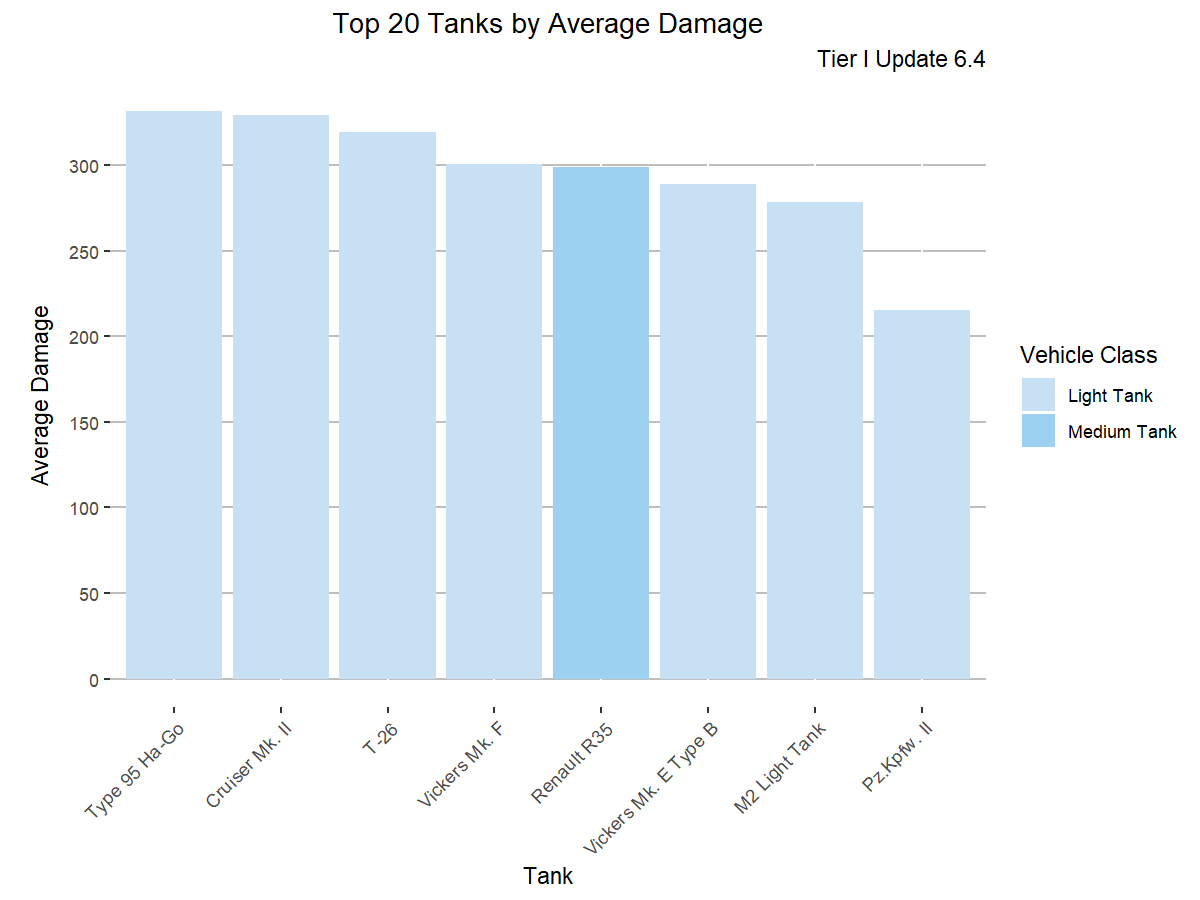 Top 20 Tanks by Average Damage
Tier I Update 6.4
Average Damage
300
250
200
150
100
50
0
Type 95 Ha-Go
Cruiser Mk. II
T-26
Vickers Mk. F
Renault R35
Vickers Mk. E Type B
M2 Light Tank
Pz.Kpfw. II
Tank
Vehicle Class
Light Tank
Medium Tank